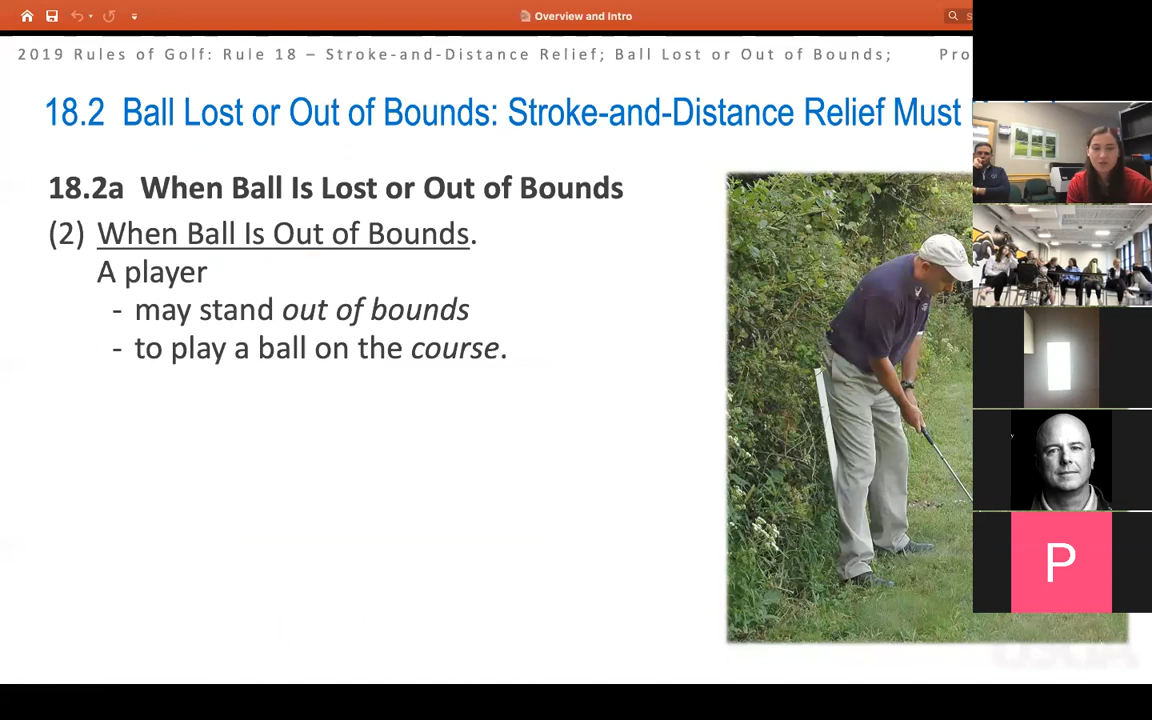 Overview and Intro
2019 Rules of Golf: Rule 18 – Stroke-and-Distance Relief; Ball Lost or Out of Bounds;
18.2 Ball Lost or Out of Bounds: Stroke-and-Distance Relief Must
18.2a When Ball Is Lost or Out of Bounds
(2) When Ball Is Out of Bounds.
A player
- may stand out of bounds
- to play a ball on the course.
P